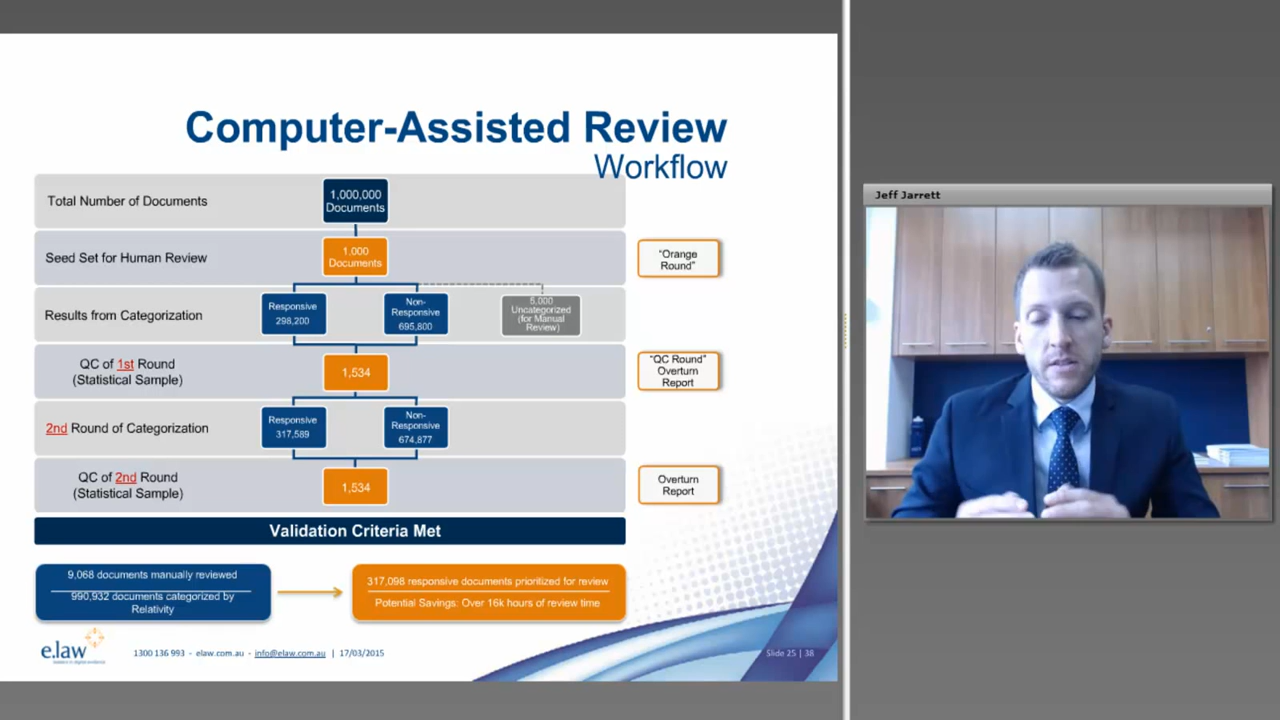 Computer-Assisted Review
Workflow
Total Number of Documents
1,000,000
Documents
Seed Set for Human Review
1,000
Documents
"Orange
Round"
Results from Categorization
Responsive
298,200
Non-
Responsive
695,800
5,000
Uncategorized
(for Manual
Review)
QC of 1st Round
(Statistical Sample)
1,534
"QC Round"
Overturn
Report
2nd Round of Categorization
Responsive
317,589
Non-
Responsive
674,877
QC of 2nd Round
(Statistical Sample)
1,534
Overturn
Report
Validation Criteria Met
9,068 documents manually reviewed
990,932 documents categorized by
Relativity
317,098 responsive documents prioritized for review
Potential Savings: Over 16k hours of review time
e.law
1300 136 993 - elaw.com.au - info@elaw.com.au | 17/03/2015
Slide 25 | 38
Jeff Jarrett